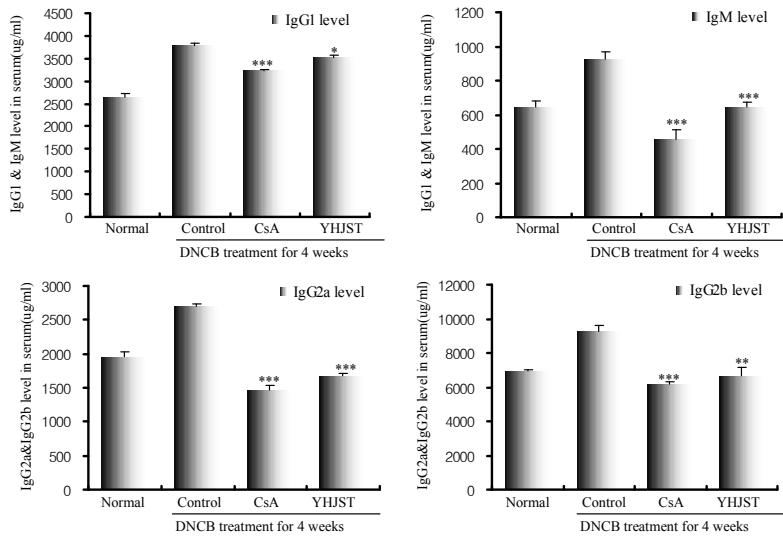 IgG1 level
IgG1 & IgM level in serum(ug/ml)
4500
4000
3500
3000
2500
2000
1500
1000
500
0
***
*
Normal
Control
CsA
YHJST
DNCB treatment for 4 weeks
IgM level
IgG1 & IgM level in serum(ug/ml)
1200
1000
800
600
400
200
0
***
***
Normal
Control
CsA
YHJST
DNCB treatment for 4 weeks
IgG2a level
IgG2a&IgG2b level in serum(ug/ml)
3000
2500
2000
1500
1000
500
0
***
***
Normal
Control
CsA
YHJST
DNCB treatment for 4 weeks
IgG2b level
IgG2a&IgG2b level in serum(ug/ml)
12000
10000
8000
6000
4000
2000
0
***
**
Normal
Control
CsA
YHJST
DNCB treatment for 4 weeks